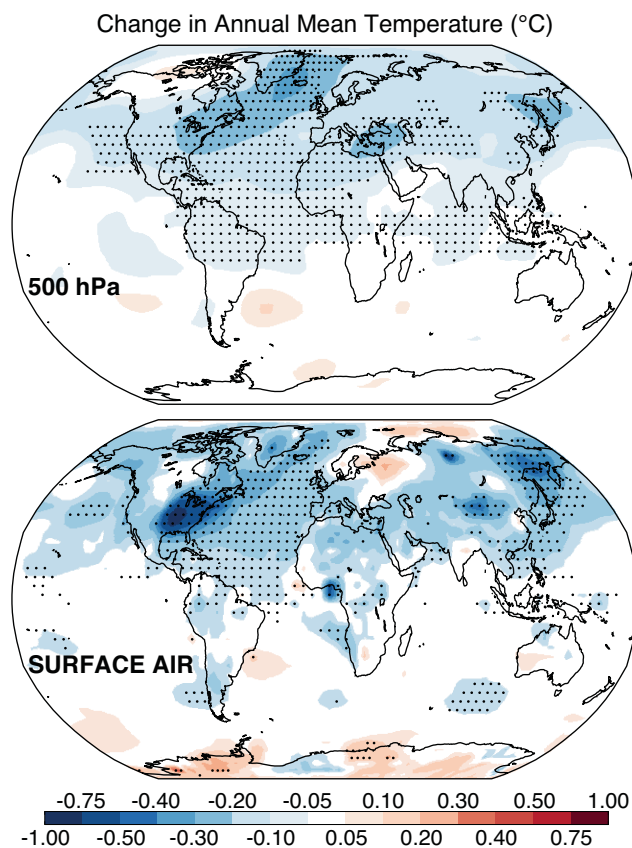 Change in Annual Mean Temperature (°C)
500 hPa
SURFACE AIR
-0.75 -0.40 -0.20 -0.05 0.10 0.30 0.50 1.00
-1.00 -0.50 -0.30 -0.10 0.05 0.20 0.40 0.75